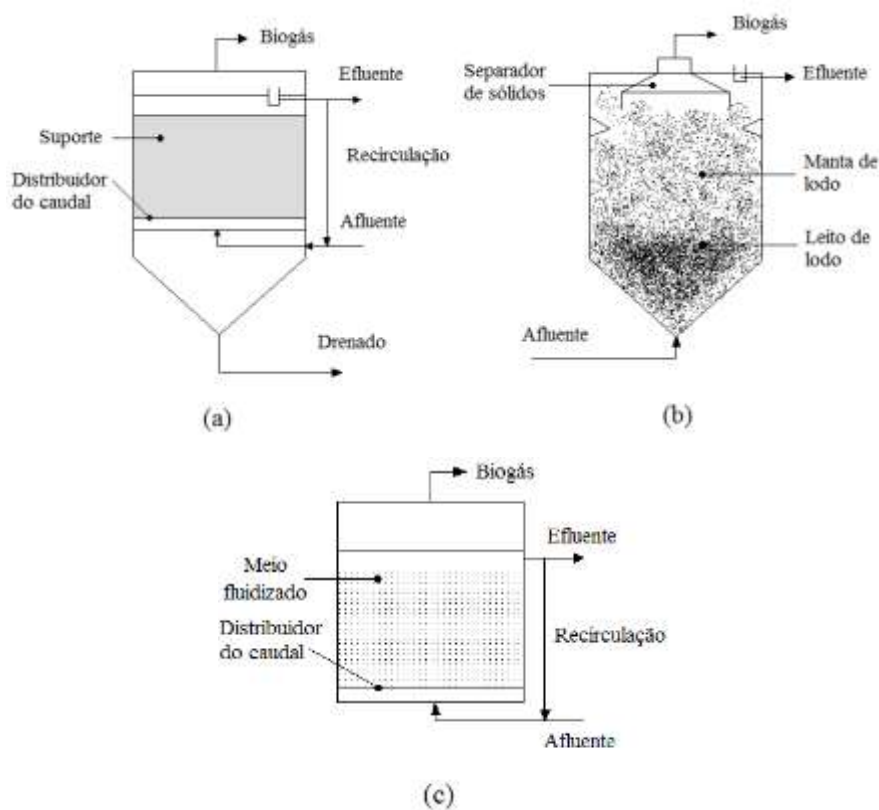 Biogás
Efluente
Suporte
Recirculação
Distribuidor
do caudal
Afluente
Drenado
(a)
Biogás
Separador
de sólidos
Efluente
Manta de
lodo
Leito de
lodo
Afluente
(b)
Biogás
Efluente
Meio
fluidizado
Distribuidor
do caudal
Recirculação
Afluente
(c)